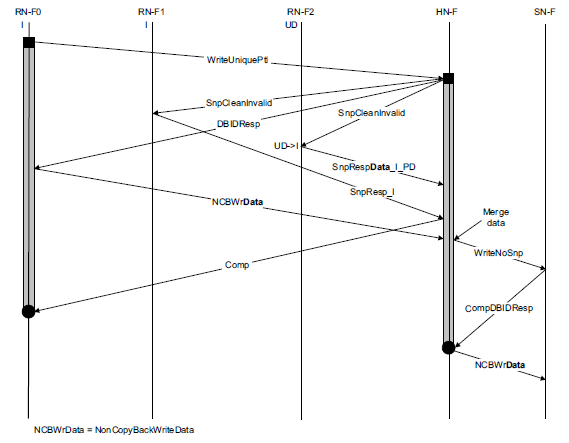 RN-F0 RN-F1 RN-F2 HN-F SN-F
I I UD
WriteUniquePtl
SnpCleanInvalid
SnpCleanInvalid
DBIDResp
UD->I
SnpRespData_I_PD
SnpResp_I
NCBWrData
Merge
data
WriteNoSnp
Comp
CompDBIDResp
NCBWrData
NCBWrData = NonCopyBackWriteData